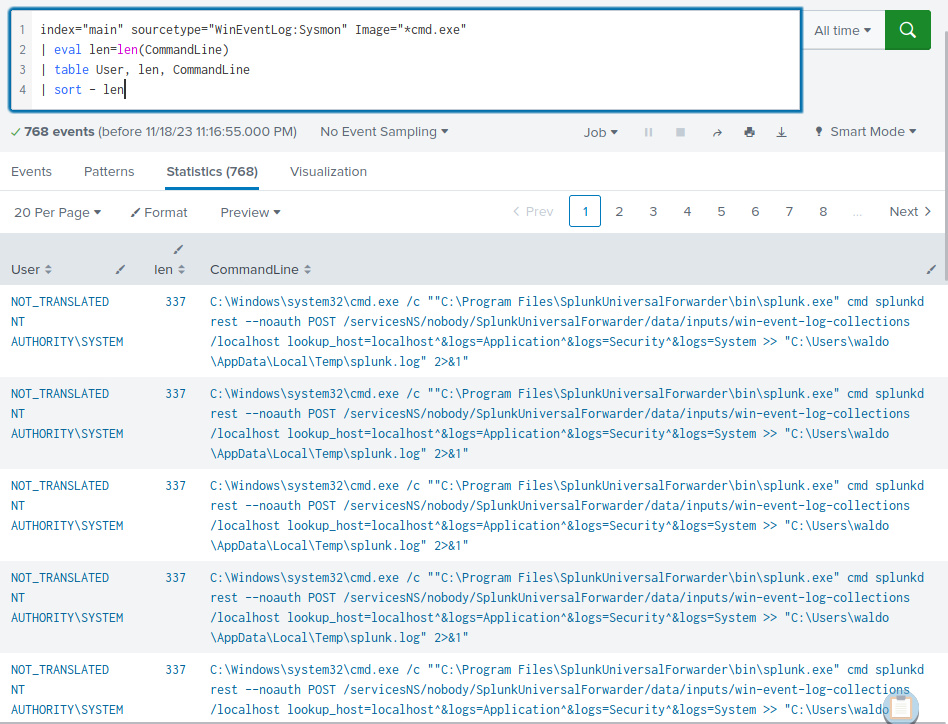 1 index="main" sourcetype="WinEventLog:Sysmon" Image="*cmd.exe"
2 | eval len=len(CommandLine)
3 | table User, len, CommandLine
4 | sort - len
All time
768 events (before 11/18/23 11:16:55.000 PM) No Event Sampling Job Smart Mode
Events Patterns Statistics (768) Visualization
20 Per Page Format Preview Prev 1 2 3 4 5 6 7 8 ... Next
User len CommandLine
NOT_TRANSLATED 337 C:\Windows\system32\cmd.exe /c ""C:\Program Files\SplunkUniversalForwarder\bin\splunk.exe" cmd splunkd
NT rest --noauth POST /servicesNS/nobody/SplunkUniversalForwarder/data/inputs/win-event-log-collections
AUTHORITY\SYSTEM /localhost lookup_host=localhost^&logs=Application^&logs=Security^&logs=System >> "C:\Users\waldo
\AppData\Local\Temp\splunk.log" 2>&1"
NOT_TRANSLATED 337 C:\Windows\system32\cmd.exe /c ""C:\Program Files\SplunkUniversalForwarder\bin\splunk.exe" cmd splunkd
NT rest --noauth POST /servicesNS/nobody/SplunkUniversalForwarder/data/inputs/win-event-log-collections
AUTHORITY\SYSTEM /localhost lookup_host=localhost^&logs=Application^&logs=Security^&logs=System >> "C:\Users\waldo
\AppData\Local\Temp\splunk.log" 2>&1"
NOT_TRANSLATED 337 C:\Windows\system32\cmd.exe /c ""C:\Program Files\SplunkUniversalForwarder\bin\splunk.exe" cmd splunkd
NT rest --noauth POST /servicesNS/nobody/SplunkUniversalForwarder/data/inputs/win-event-log-collections
AUTHORITY\SYSTEM /localhost lookup_host=localhost^&logs=Application^&logs=Security^&logs=System >> "C:\Users\waldo
\AppData\Local\Temp\splunk.log" 2>&1"
NOT_TRANSLATED 337 C:\Windows\system32\cmd.exe /c ""C:\Program Files\SplunkUniversalForwarder\bin\splunk.exe" cmd splunkd
NT rest --noauth POST /servicesNS/nobody/SplunkUniversalForwarder/data/inputs/win-event-log-collections
AUTHORITY\SYSTEM /localhost lookup_host=localhost^&logs=Application^&logs=Security^&logs=System >> "C:\Users\waldo
\AppData\Local\Temp\splunk.log" 2>&1"
NOT_TRANSLATED 337 C:\Windows\system32\cmd.exe /c ""C:\Program Files\SplunkUniversalForwarder\bin\splunk.exe" cmd splunkd
NT rest --noauth POST /servicesNS/nobody/SplunkUniversalForwarder/data/inputs/win-event-log-collections
AUTHORITY\SYSTEM /localhost lookup_host=localhost^&logs=Application^&logs=Security^&logs=System >> "C:\Users\waldo